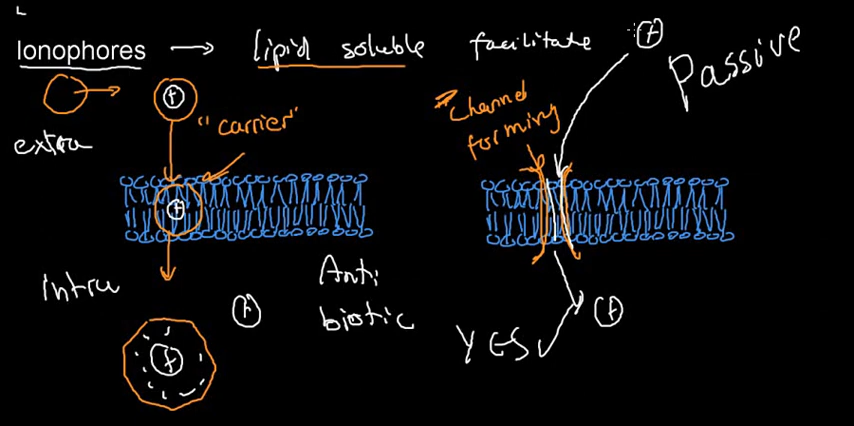 Ionophores → lipid soluble facilitate +
Passive
+
"carrier"
Channel
forming
extra
+
Intra
Anti
biotic
+
+
YES
+